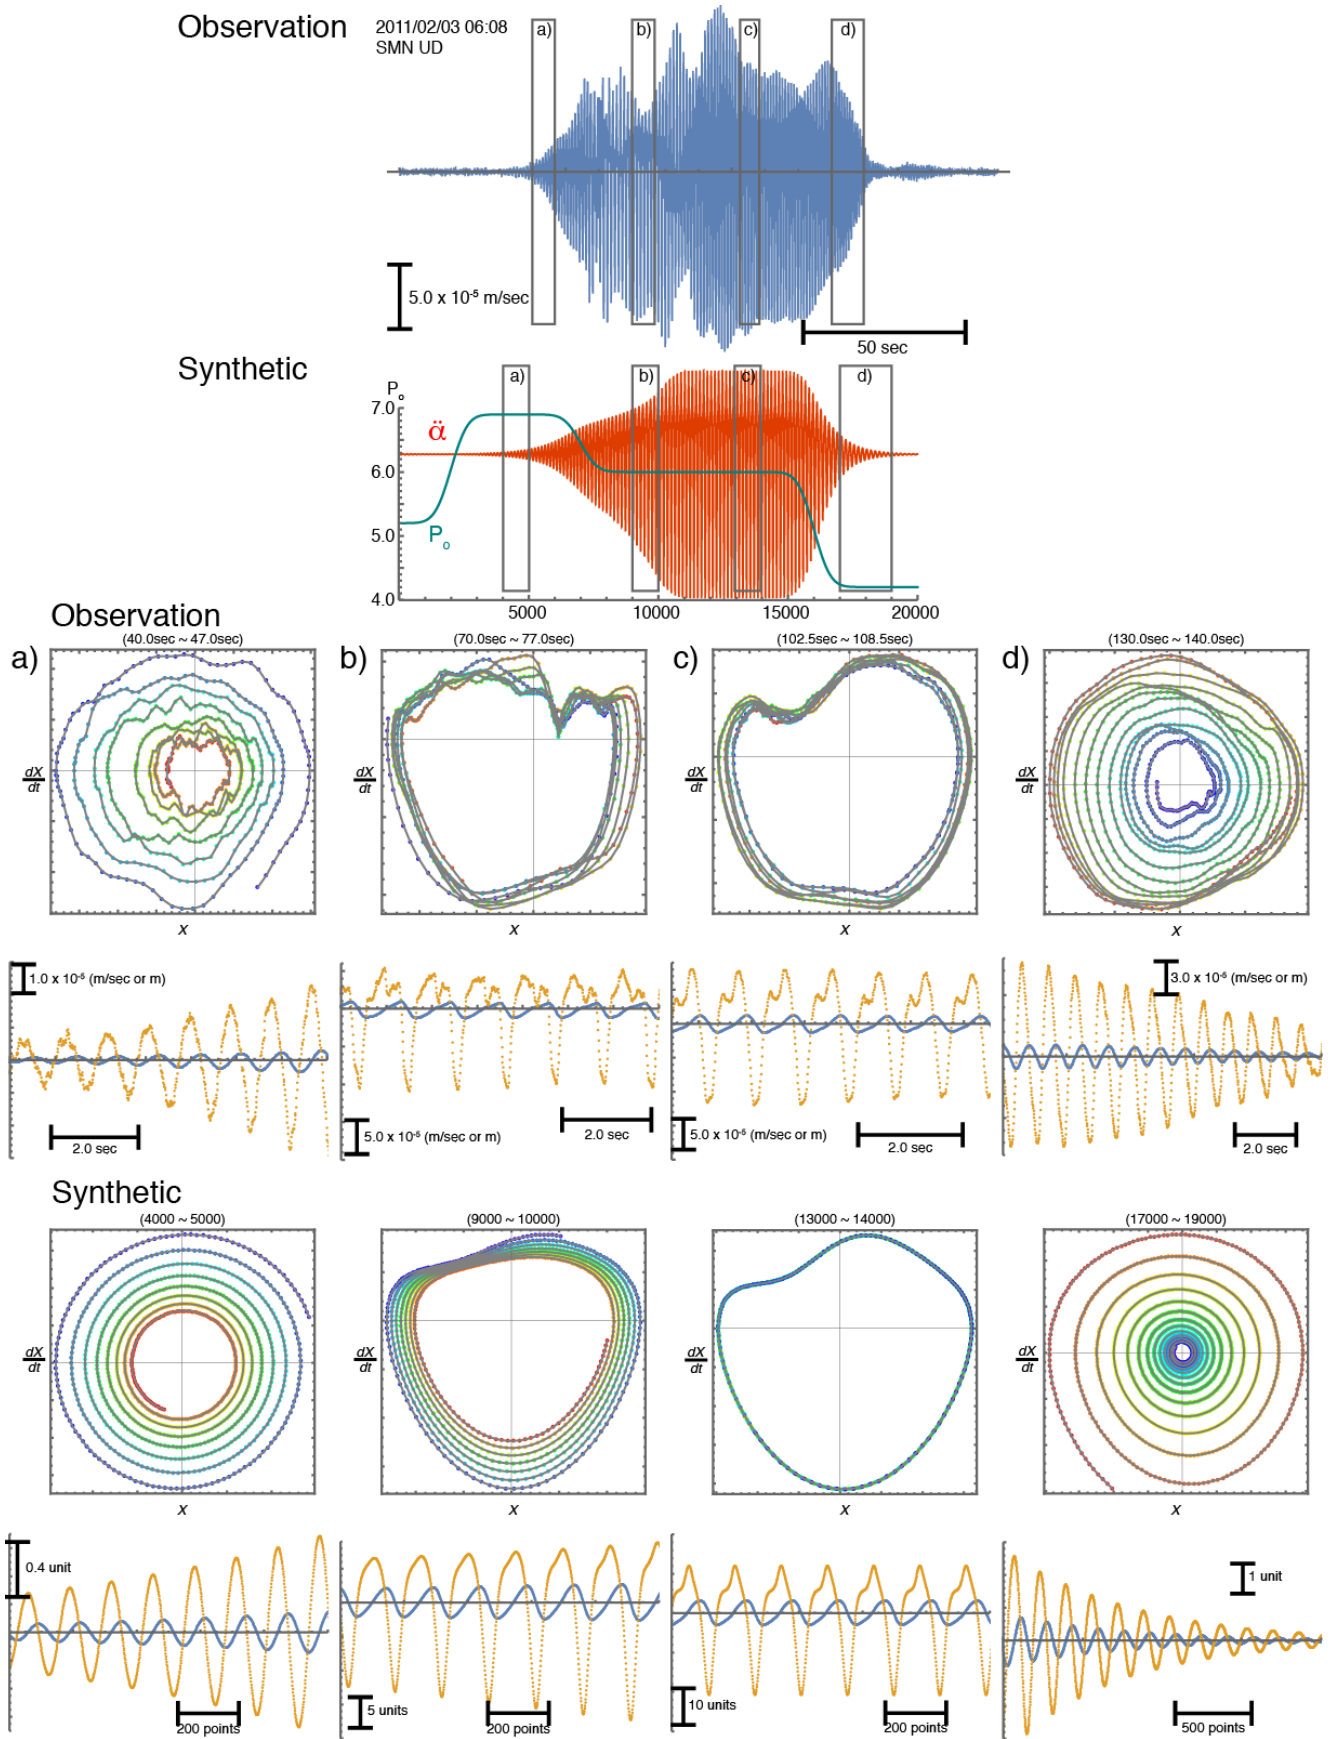 Observation
2011/02/03 06:08
SMN UD
a)
b)
c)
d)
5.0 x 10⁻⁵ m/sec
50 sec
Synthetic
Pₒ
a)
b)
c)
d)
7.0
6.0
5.0
4.0
α̈
Pₒ
5000
10000
15000
20000
Observation
a)
(40.0sec ~ 47.0sec)
dX
dt
x
b)
(70.0sec ~ 77.0sec)
dX
dt
x
c)
(102.5sec ~ 108.5sec)
dX
dt
x
d)
(130.0sec ~ 140.0sec)
dX
dt
x
1.0 x 10⁻⁵ (m/sec or m)
2.0 sec
5.0 x 10⁻⁵ (m/sec or m)
2.0 sec
5.0 x 10⁻⁵ (m/sec or m)
2.0 sec
3.0 x 10⁻⁵ (m/sec or m)
2.0 sec
Synthetic
(4000 ~ 5000)
dX
dt
x
(9000 ~ 10000)
dX
dt
x
(13000 ~ 14000)
dX
dt
x
(17000 ~ 19000)
dX
dt
x
0.4 unit
200 points
5 units
200 points
10 units
200 points
1 unit
500 points